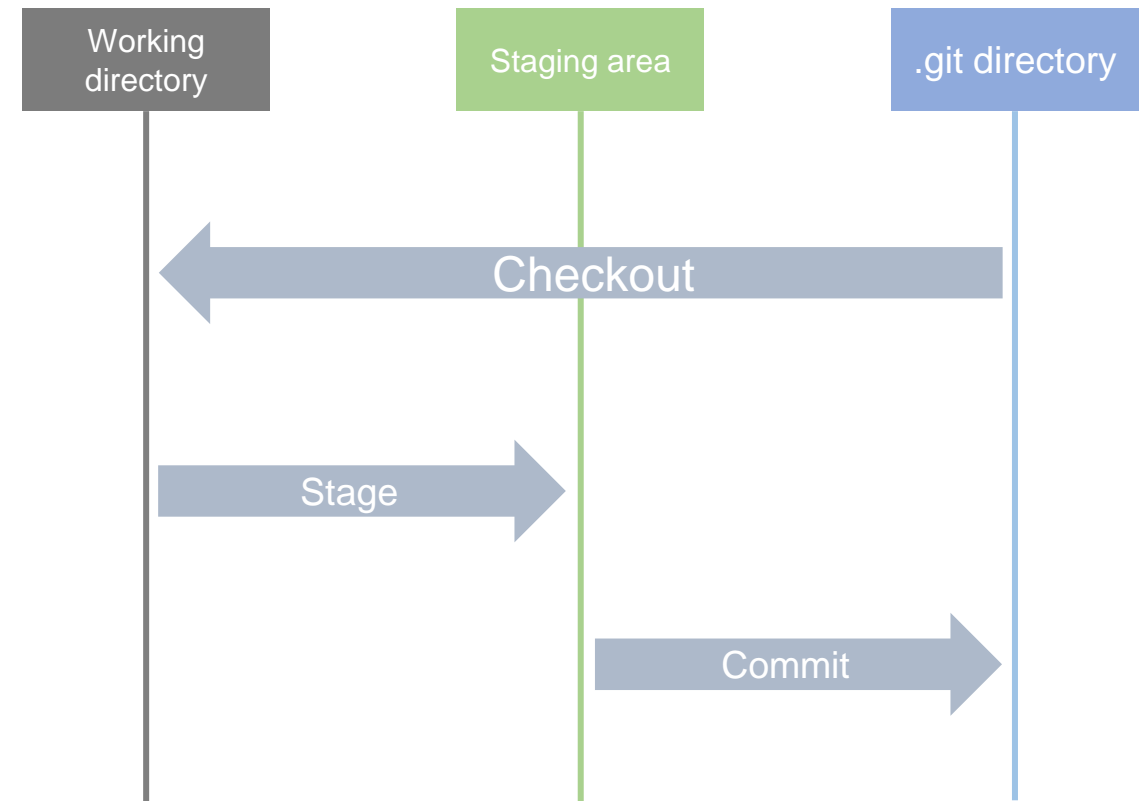 Working
directory
Staging area
.git directory
Checkout
Stage
Commit